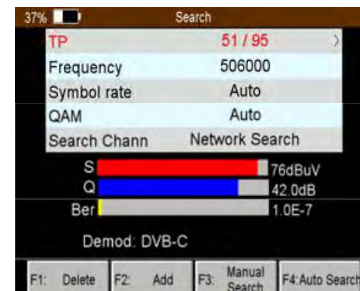 37% Search
TP 51 / 95 >
Frequency 506000
Symbol rate Auto
QAM Auto
Search Chann Network Search
S 76dBuV
Q 42.0dB
Ber 1.0E-7
Demod: DVB-C
F1: Delete F2: Add F3: Manual Search F4:Auto Search